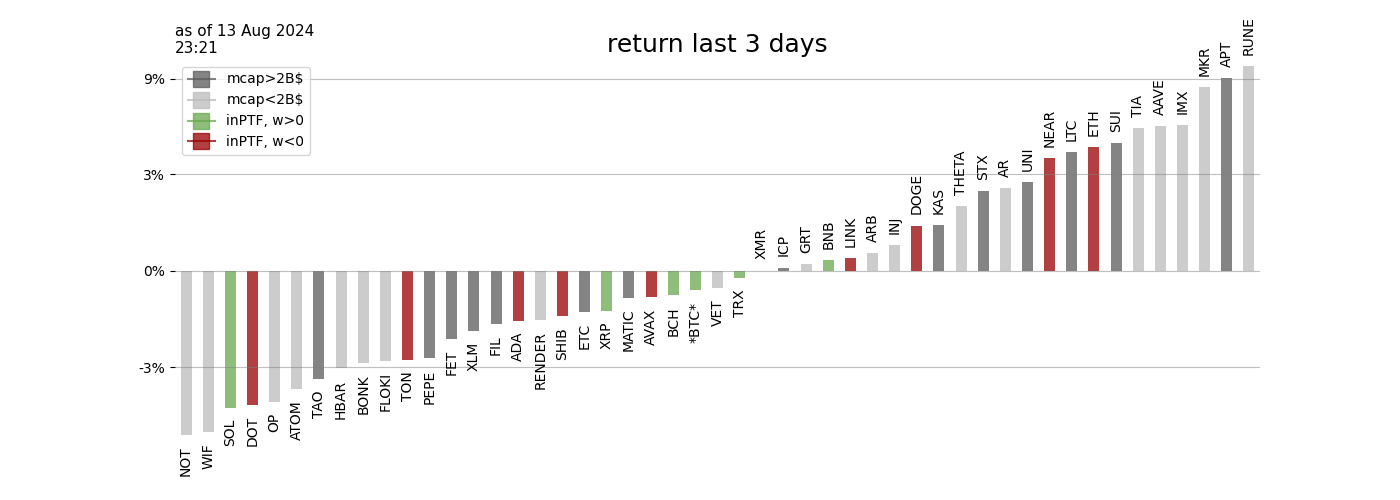 as of 13 Aug 2024
23:21
return last 3 days
mcap>2B$
mcap<2B$
inPTF, w>0
inPTF, w<0
9%
3%
0%
-3%
NOT
WIF
SOL
DOT
OP
ATOM
TAO
HBAR
BONK
FLOKI
TON
PEPE
FET
XLM
FIL
ADA
RENDER
SHIB
ETC
XRP
MATIC
AVAX
BCH
*BTC*
VET
TRX
XMR
ICP
GRT
BNB
LINK
ARB
INJ
DOGE
KAS
THETA
STX
AR
UNI
NEAR
LTC
ETH
SUI
TIA
AAVE
IMX
MKR
APT
RUNE